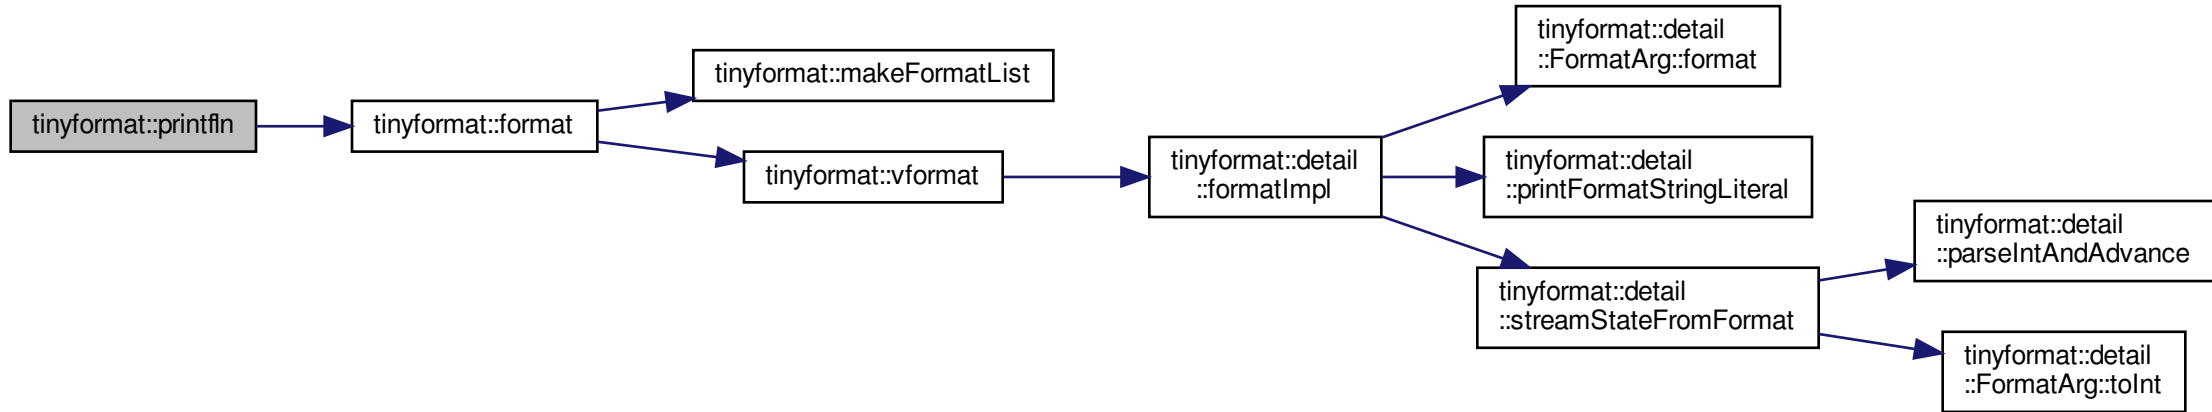 tinyformat::printfln
tinyformat::format
tinyformat::makeFormatList
tinyformat::vformat
tinyformat::detail
::formatImpl
tinyformat::detail
::FormatArg::format
tinyformat::detail
::printFormatStringLiteral
tinyformat::detail
::streamStateFromFormat
tinyformat::detail
::parseIntAndAdvance
tinyformat::detail
::FormatArg::toInt